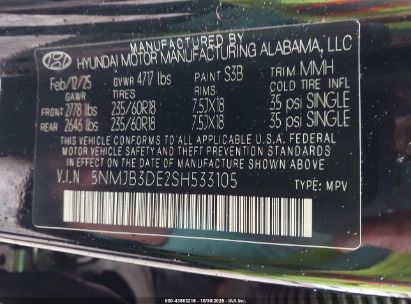 MANUFACTURED BY
HYUNDAI MOTOR MANUFACTURING ALABAMA, LLC
Feb/12/25 GVWR 4717 lbs PAINT S3B TRIM MMH
GAWR TIRES RIMS COLD TIRE INFL
FRONT 2778 lbs 235/60R18 7.5JX18 35 psi SINGLE
REAR 2646 lbs 235/60R18 7.5JX18 35 psi SINGLE
THIS VEHICLE CONFORMS TO ALL APPLICABLE U.S. FEDERAL
MOTOR VEHICLE SAFETY, BUMPER, AND THEFT PREVENTION
STANDARDS IN EFFECT ON THE DATE OF MANUFACTURE SHOWN ABOVE.
V.I.N 5NMJB3DE2SH533105 TYPE: MPV